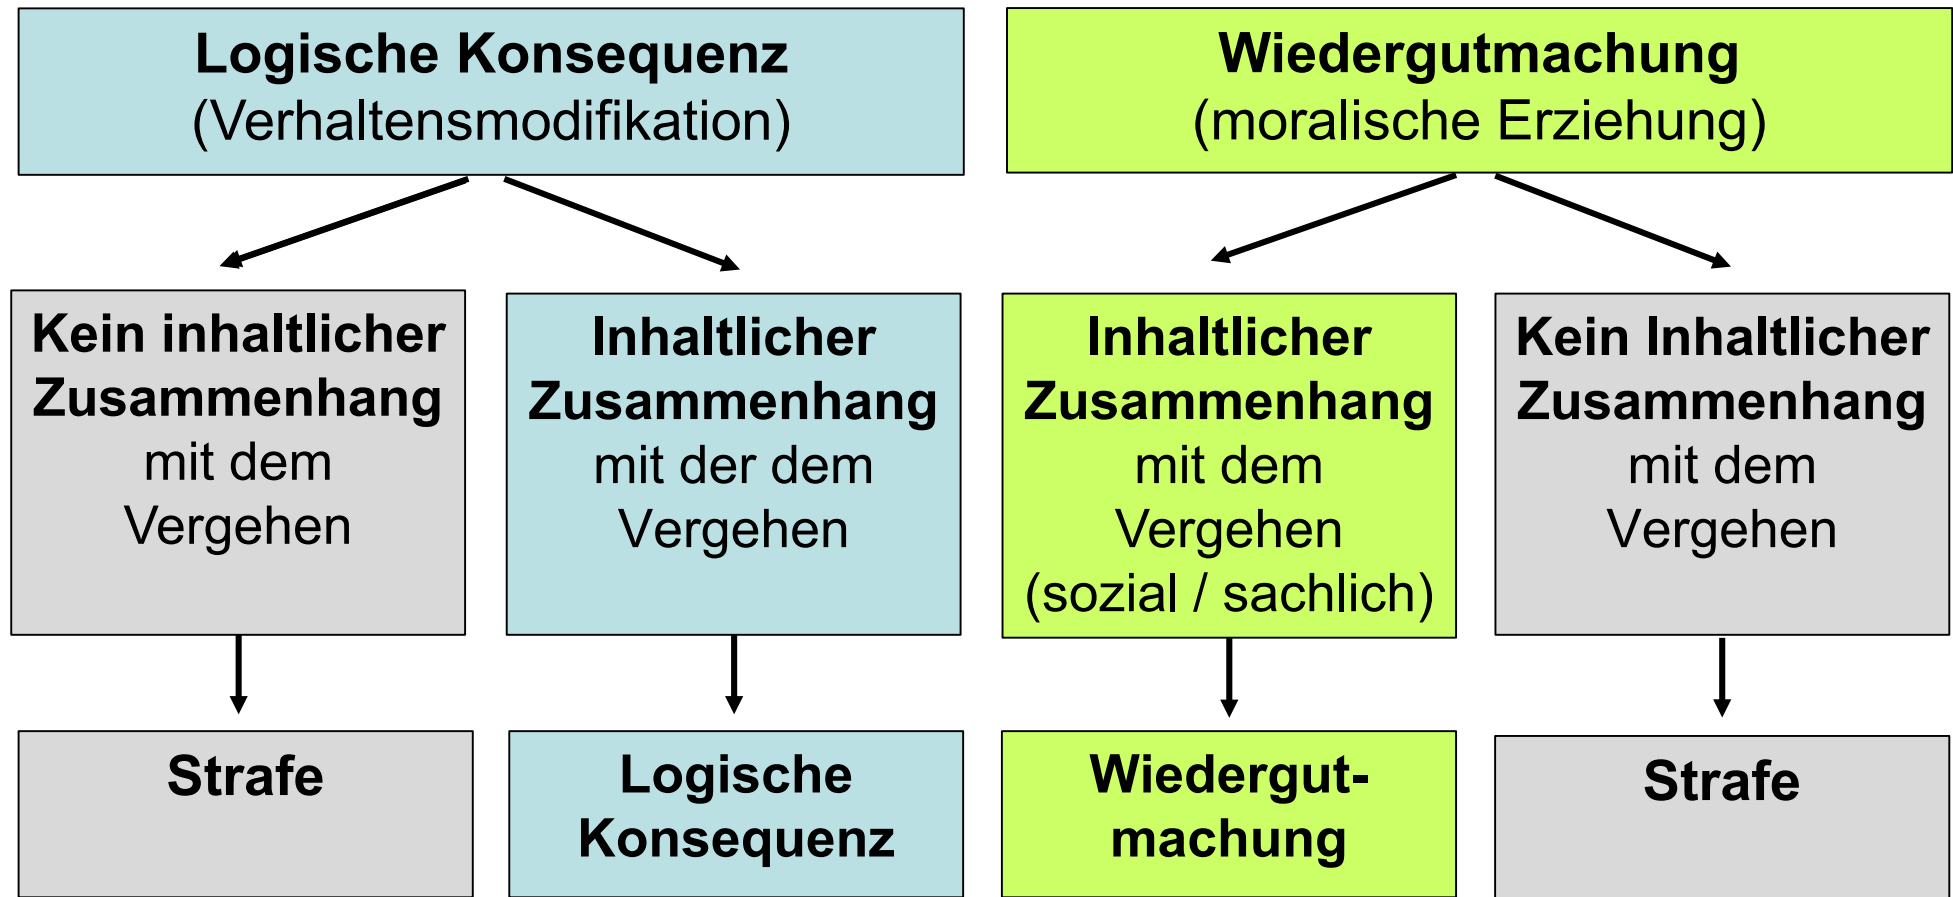 Logische Konsequenz
(Verhaltensmodifikation)
Wiedergutmachung
(moralische Erziehung)
Kein inhaltlicher
Zusammenhang
mit dem
Vergehen
Inhaltlicher
Zusammenhang
mit der dem
Vergehen
Inhaltlicher
Zusammenhang
mit dem
Vergehen
(sozial / sachlich)
Kein Inhaltlicher
Zusammenhang
mit dem
Vergehen
Strafe
Logische
Konsequenz
Wiedergut-
machung
Strafe